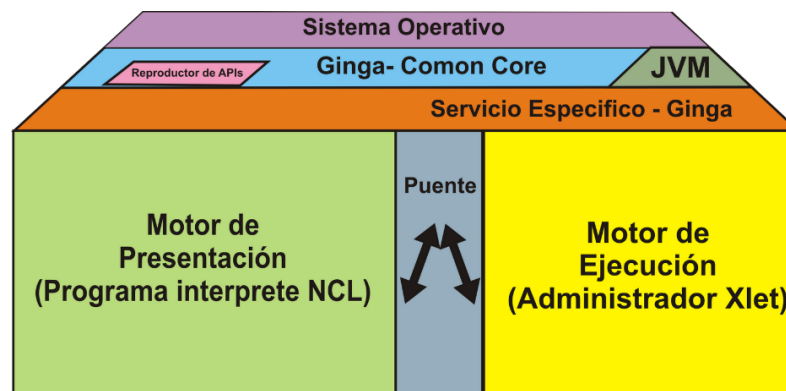 Sistema Operativo
Reproductor de APIs
Ginga- Comon Core
JVM
Servicio Especifico - Ginga
Motor de
Presentación
(Programa interprete NCL)
Puente
Motor de
Ejecución
(Administrador Xlet)